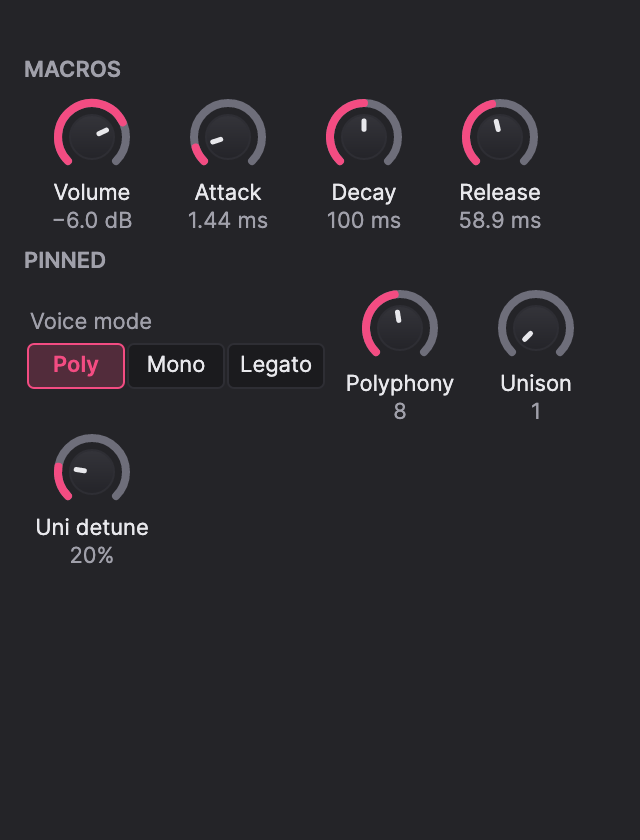 MACROS
Volume Attack Decay Release
−6.0 dB 1.44 ms 100 ms 58.9 ms
PINNED
Voice mode
Poly Mono Legato
Polyphony Unison
8 1
Uni detune
20%